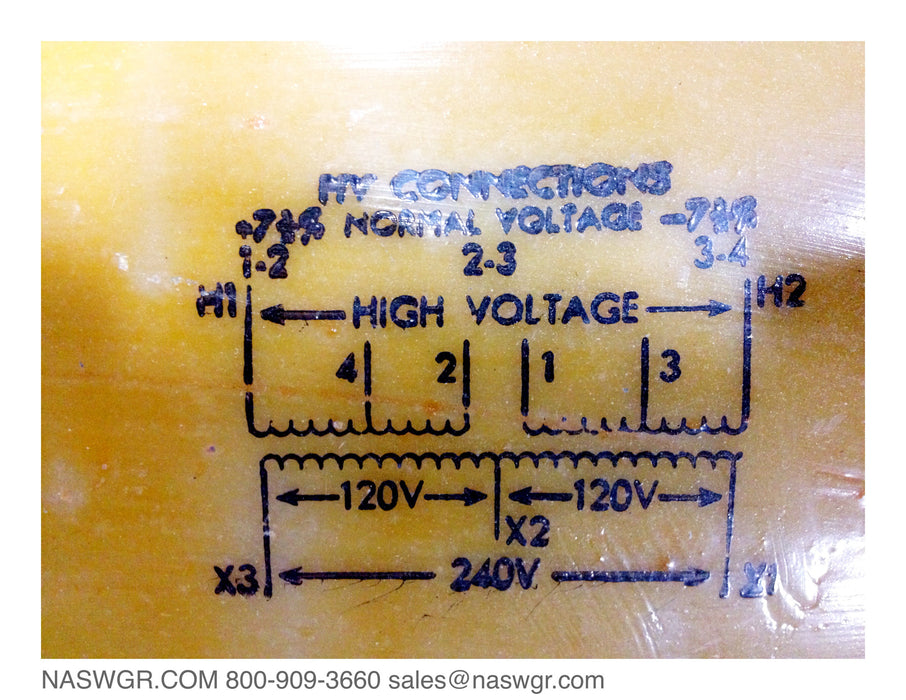 HV CONNECTIONS
+7½% NORMAL VOLTAGE -7½%
1-2 2-3 3-4
H1 HIGH VOLTAGE H2
4 2 1 3
120V 120V
X2
X3 240V X1
NASWGR.COM 800-909-3660 sales@naswgr.com